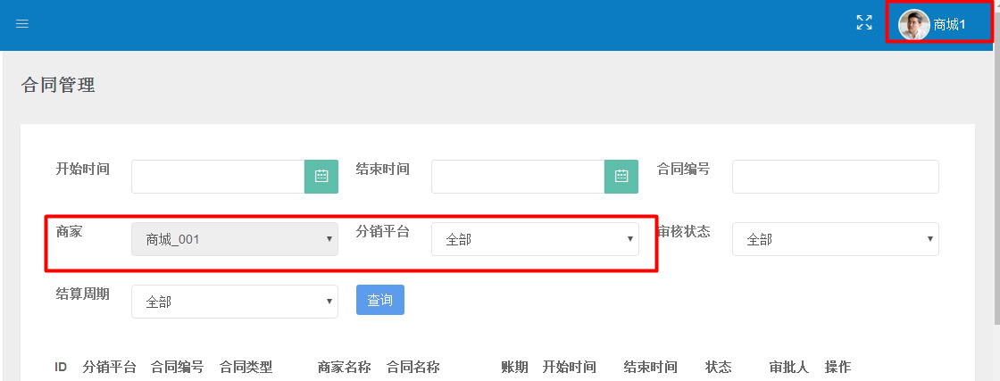 商城1
合同管理
开始时间 结束时间 合同编号
商家 商城_001 分销平台 全部 审核状态 全部
结算周期 全部 查询
ID 分销平台 合同编号 合同类型 商家名称 合同名称 账期 开始时间 结束时间 状态 审批人 操作